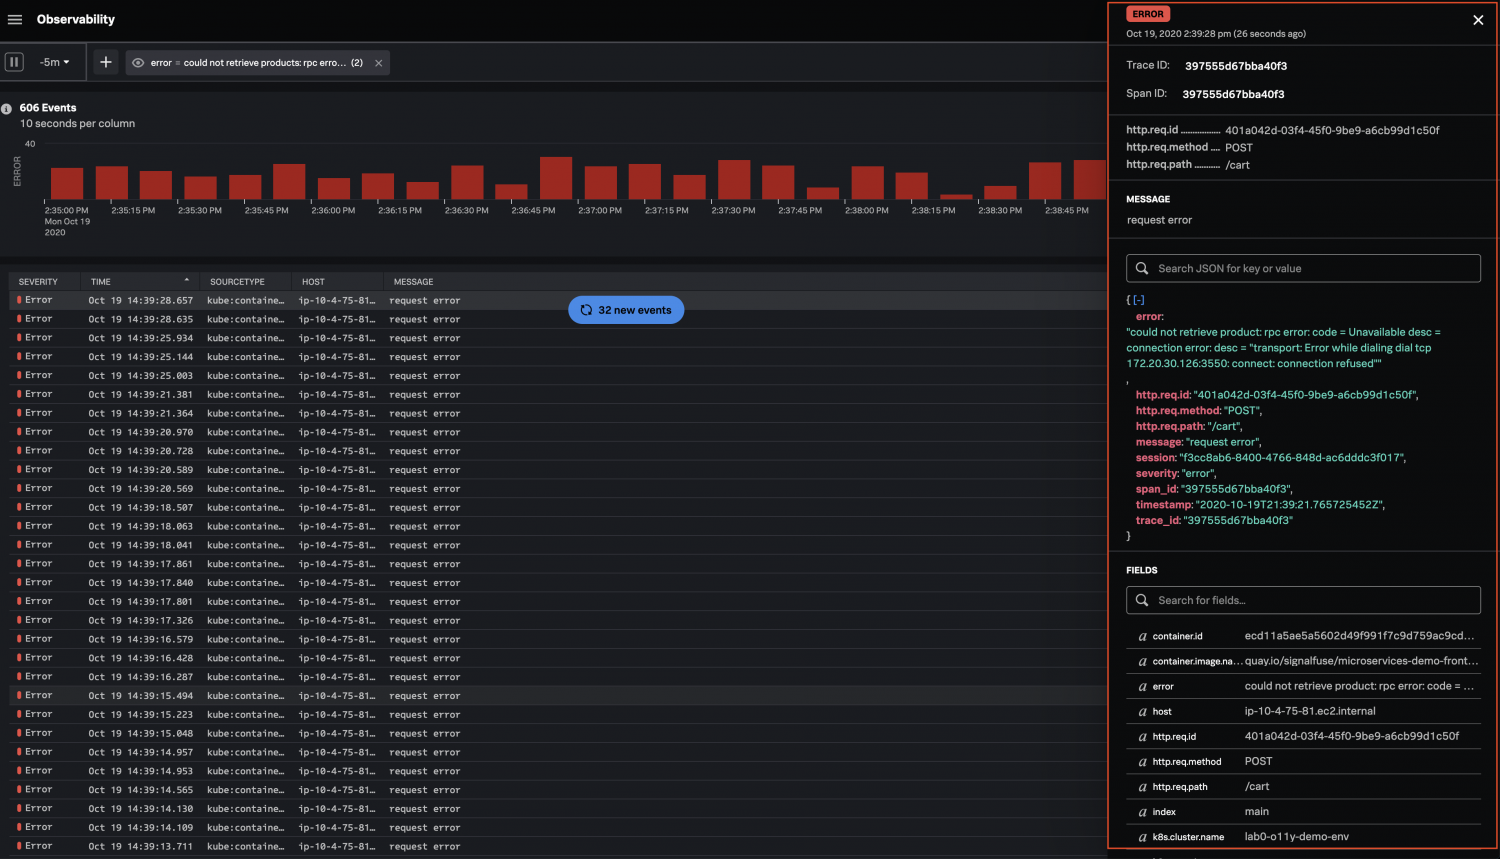 Observability
-5m
+
error = could not retrieve products: rpc erro... (2)
606 Events
10 seconds per column
40
ERROR
2:35:00 PM 2:35:15 PM 2:35:30 PM 2:35:45 PM 2:36:00 PM 2:36:15 PM 2:36:30 PM 2:36:45 PM 2:37:00 PM 2:37:15 PM 2:37:30 PM 2:37:45 PM 2:38:00 PM 2:38:15 PM 2:38:30 PM 2:38:45 PM
Mon Oct 19
2020
SEVERITY TIME SOURCETYPE HOST MESSAGE
Error Oct 19 14:39:28.657 kube:containe… ip-10-4-75-81… request error
32 new events
Error Oct 19 14:39:28.635 kube:containe… ip-10-4-75-81… request error
Error Oct 19 14:39:25.934 kube:containe… ip-10-4-75-81… request error
Error Oct 19 14:39:25.144 kube:containe… ip-10-4-75-81… request error
Error Oct 19 14:39:25.003 kube:containe… ip-10-4-75-81… request error
Error Oct 19 14:39:21.381 kube:containe… ip-10-4-75-81… request error
Error Oct 19 14:39:21.364 kube:containe… ip-10-4-75-81… request error
Error Oct 19 14:39:20.970 kube:containe… ip-10-4-75-81… request error
Error Oct 19 14:39:20.728 kube:containe… ip-10-4-75-81… request error
Error Oct 19 14:39:20.589 kube:containe… ip-10-4-75-81… request error
Error Oct 19 14:39:20.569 kube:containe… ip-10-4-75-81… request error
Error Oct 19 14:39:18.507 kube:containe… ip-10-4-75-81… request error
Error Oct 19 14:39:18.063 kube:containe… ip-10-4-75-81… request error
Error Oct 19 14:39:18.041 kube:containe… ip-10-4-75-81… request error
Error Oct 19 14:39:17.861 kube:containe… ip-10-4-75-81… request error
Error Oct 19 14:39:17.840 kube:containe… ip-10-4-75-81… request error
Error Oct 19 14:39:17.801 kube:containe… ip-10-4-75-81… request error
Error Oct 19 14:39:17.326 kube:containe… ip-10-4-75-81… request error
Error Oct 19 14:39:16.579 kube:containe… ip-10-4-75-81… request error
Error Oct 19 14:39:16.428 kube:containe… ip-10-4-75-81… request error
Error Oct 19 14:39:16.287 kube:containe… ip-10-4-75-81… request error
Error Oct 19 14:39:15.494 kube:containe… ip-10-4-75-81… request error
Error Oct 19 14:39:15.223 kube:containe… ip-10-4-75-81… request error
Error Oct 19 14:39:15.048 kube:containe… ip-10-4-75-81… request error
Error Oct 19 14:39:14.957 kube:containe… ip-10-4-75-81… request error
Error Oct 19 14:39:14.953 kube:containe… ip-10-4-75-81… request error
Error Oct 19 14:39:14.565 kube:containe… ip-10-4-75-81… request error
Error Oct 19 14:39:14.130 kube:containe… ip-10-4-75-81… request error
Error Oct 19 14:39:14.109 kube:containe… ip-10-4-75-81… request error
Error Oct 19 14:39:13.711 kube:containe… ip-10-4-75-81… request error
ERROR
Oct 19, 2020 2:39:28 pm (26 seconds ago)
Trace ID: 397555d67bba40f3
Span ID: 397555d67bba40f3
http.req.id ................ 401a042d-03f4-45f0-9be9-a6cb99d1c50f
http.req.method .... POST
http.req.path .......... /cart
MESSAGE
request error
Search JSON for key or value
{ [-]
error:
"could not retrieve product: rpc error: code = Unavailable desc =
connection error: desc = "transport: Error while dialing dial tcp
172.20.30.126:3550: connect: connection refused""
,
http.req.id: "401a042d-03f4-45f0-9be9-a6cb99d1c50f",
http.req.method: "POST",
http.req.path: "/cart",
message: "request error",
session: "f3cc8ab6-8400-4766-848d-ac6dddc3f017",
severity: "error",
span_id: "397555d67bba40f3",
timestamp: "2020-10-19T21:39:21.765725452Z",
trace_id: "397555d67bba40f3"
}
FIELDS
Search for fields...
a container.id ecd11a5ae5a5602d49f991f7c9d759ac9cd...
a container.image.na... quay.io/signalfuse/microservices-demo-front...
a error could not retrieve product: rpc error: code = ...
a host ip-10-4-75-81.ec2.internal
a http.req.id 401a042d-03f4-45f0-9be9-a6cb99d1c50f
a http.req.method POST
a http.req.path /cart
a index main
a k8s.cluster.name lab0-o11y-demo-env